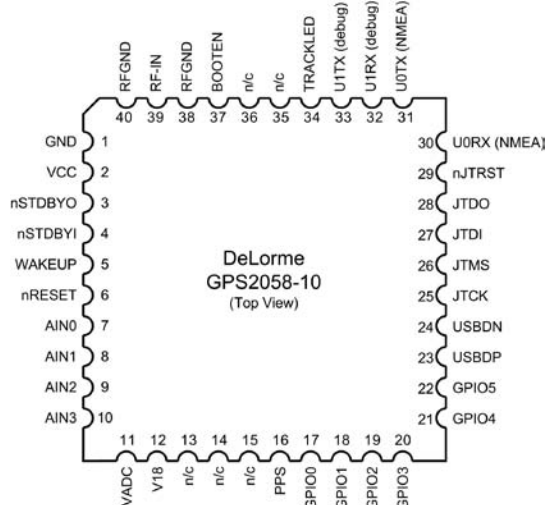 RFGND RF-IN RFGND BOOTEN n/c n/c TRACKLED U1TX (debug) U1RX (debug) U0TX (NMEA)
40 39 38 37 36 35 34 33 32 31
GND 1 30 U0RX (NMEA)
VCC 2 29 nJTRST
nSTDBYO 3 28 JTDO
nSTDBYI 4 27 JTDI
WAKEUP 5 26 JTMS
nRESET 6 25 JTCK
AIN0 7 24 USBDN
AIN1 8 23 USBDP
AIN2 9 22 GPIO5
AIN3 10 21 GPIO4
DeLorme
GPS2058-10
(Top View)
11 12 13 14 15 16 17 18 19 20
VADC V18 n/c n/c n/c PPS GPIO0 GPIO1 GPIO2 GPIO3